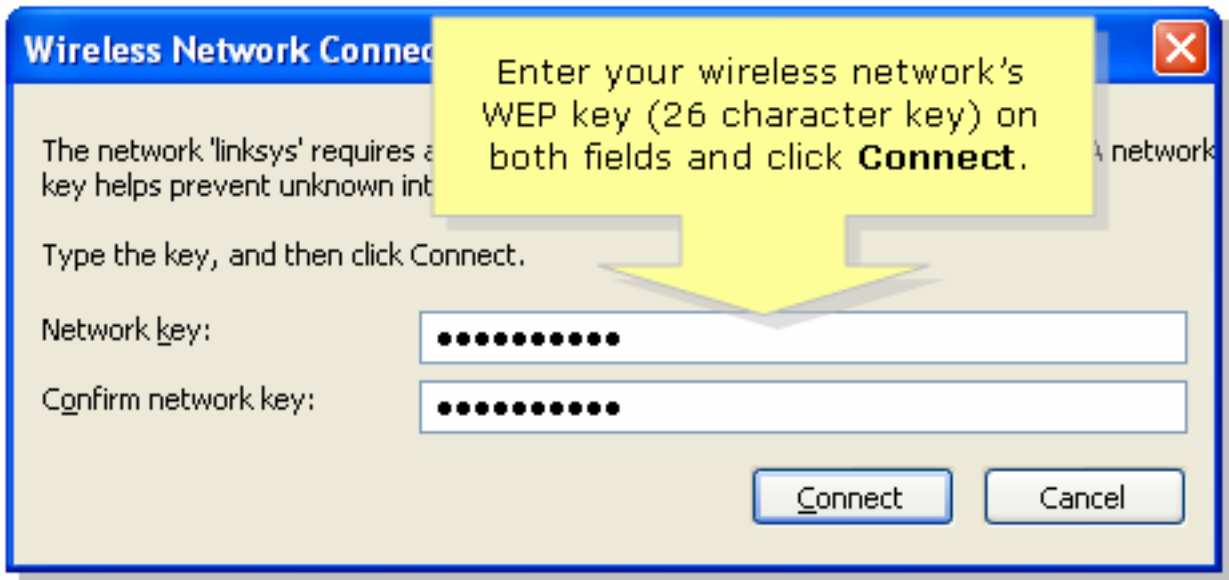 Wireless Network Connec
Enter your wireless network's
WEP key (26 character key) on
both fields and click Connect.
The network 'linksys' requires a
network
key helps prevent unknown int
Type the key, and then click Connect.
Network key:
●●●●●●●●●●
Confirm network key:
●●●●●●●●●●
Connect Cancel